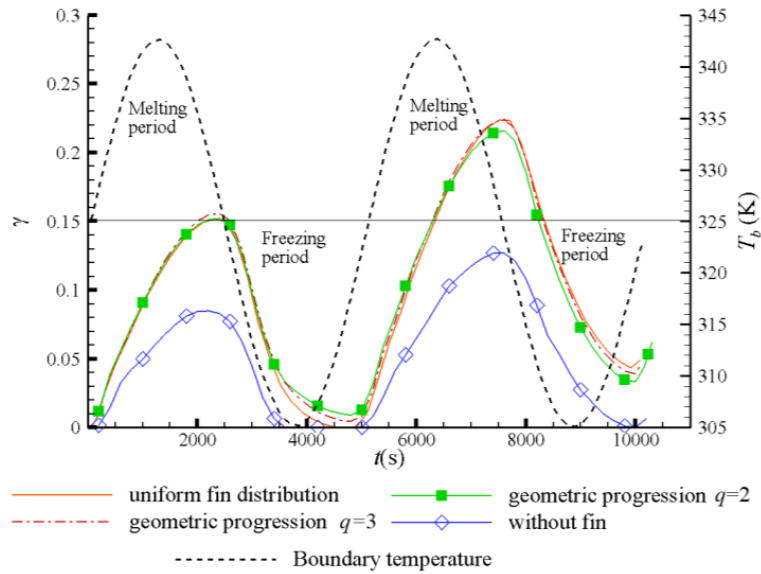 0.3
0.25
0.2
0.15
0.1
0.05
0
γ
345
340
335
330
325
320
315
310
305
T_b (K)
Melting
period
Melting
period
Freezing
period
Freezing
period
2000
4000
6000
8000
10000
t(s)
uniform fin distribution
geometric progression q=2
geometric progression q=3
without fin
Boundary temperature